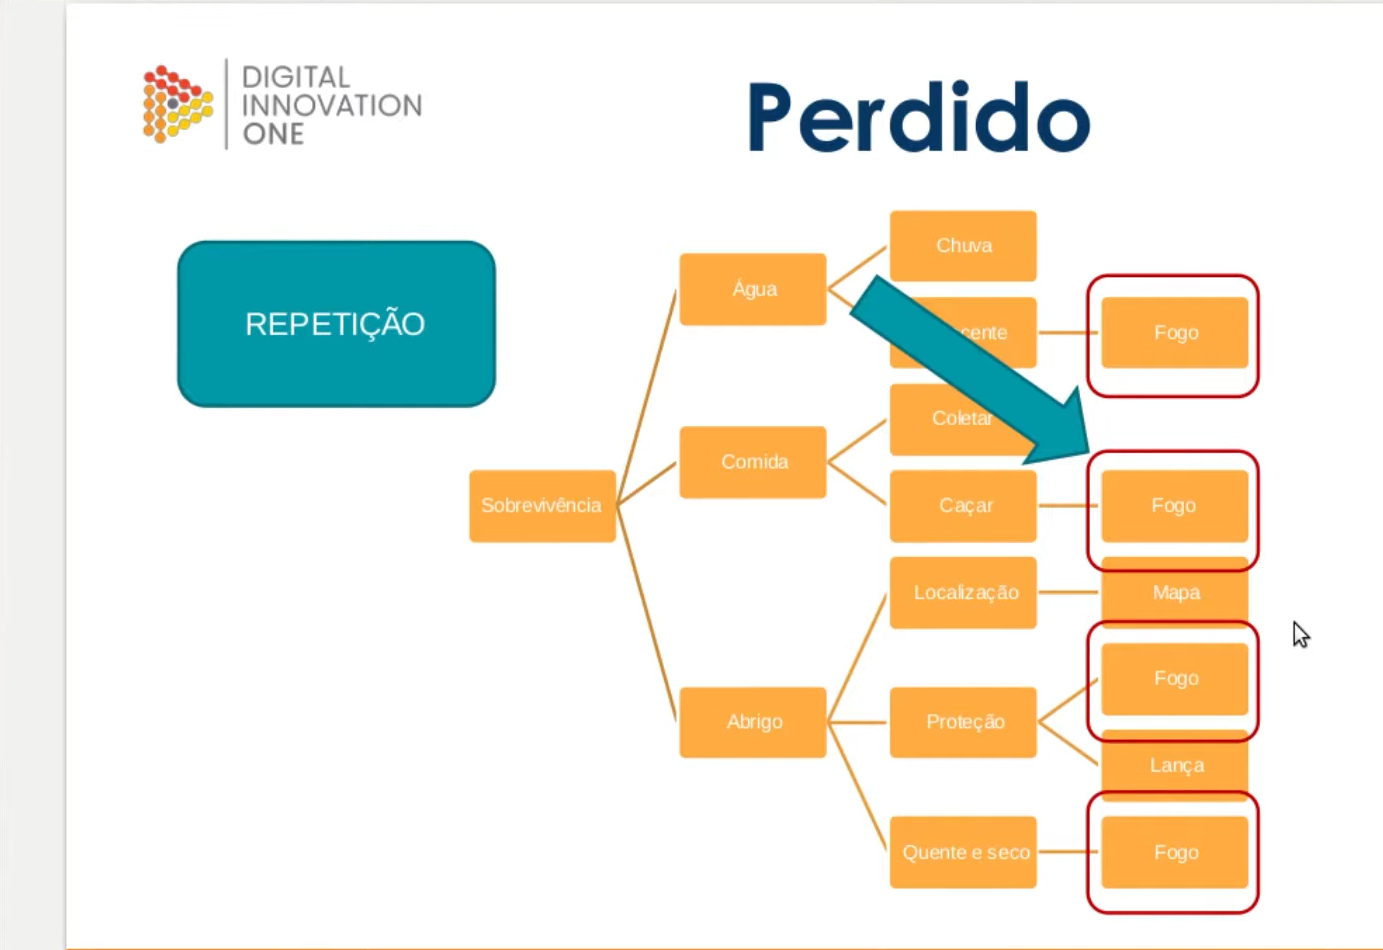 DIGITAL
INNOVATION
ONE
Perdido
REPETIÇÃO
Sobrevivência
Água
Chuva
cente
Fogo
Comida
Coletar
Caçar
Fogo
Abrigo
Localização
Mapa
Proteção
Fogo
Lança
Quente e seco
Fogo